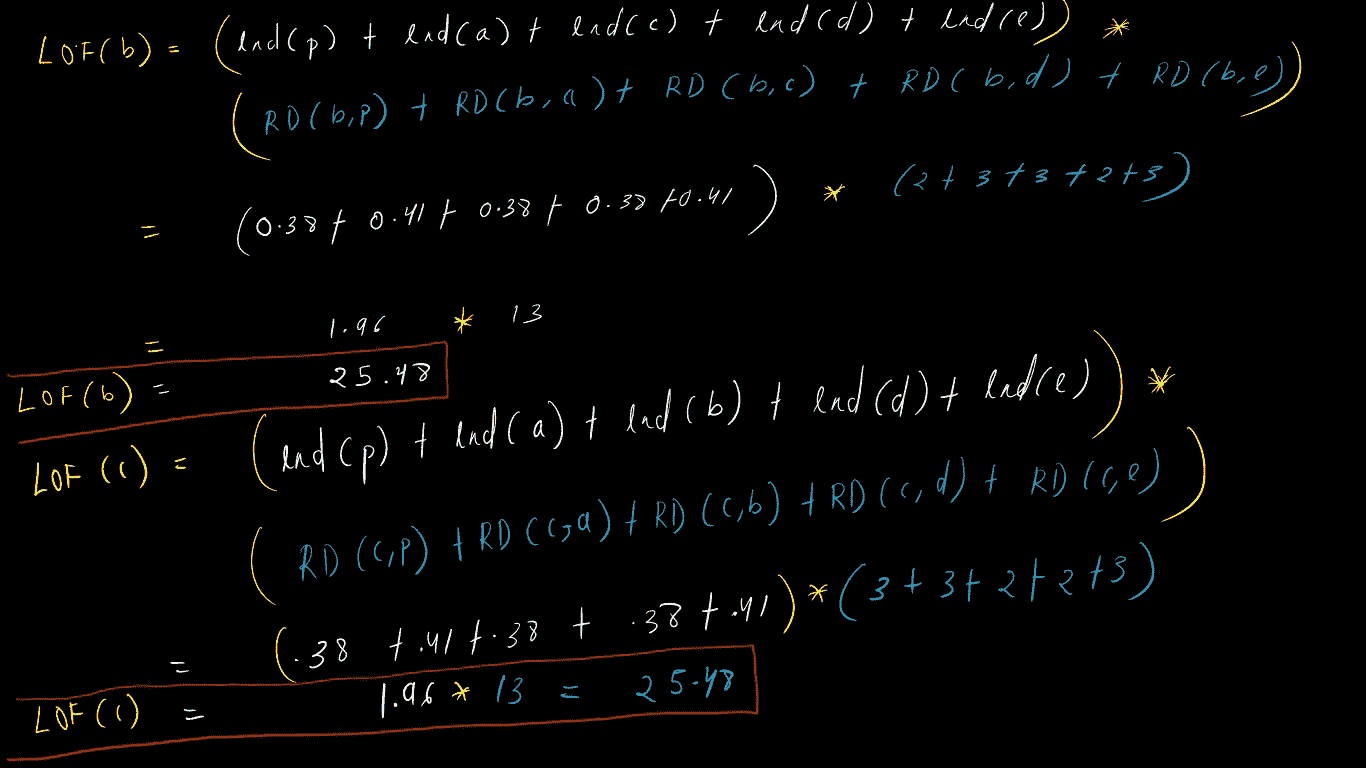 LOF(b) = (lrd(p) + lrd(a) + lrd(c) + lrd(d) + lrd(e)) *
(RD(b,p) + RD(b,a) + RD(b,c) + RD(b,d) + RD(b,e))
= (0.38 + 0.41 + 0.38 + 0.38 + 0.41) * (2 + 3 + 3 + 2 + 3)
= 1.96 * 13
LOF(b) = 25.48
LOF(c) = (lrd(p) + lrd(a) + lrd(b) + lrd(d) + lrd(e)) *
(RD(c,p) + RD(c,a) + RD(c,b) + RD(c,d) + RD(c,e))
= (.38 + .41 + .38 + .38 + .41) * (3 + 3 + 2 + 2 + 3)
LOF(c) = 1.96 * 13 = 25.48